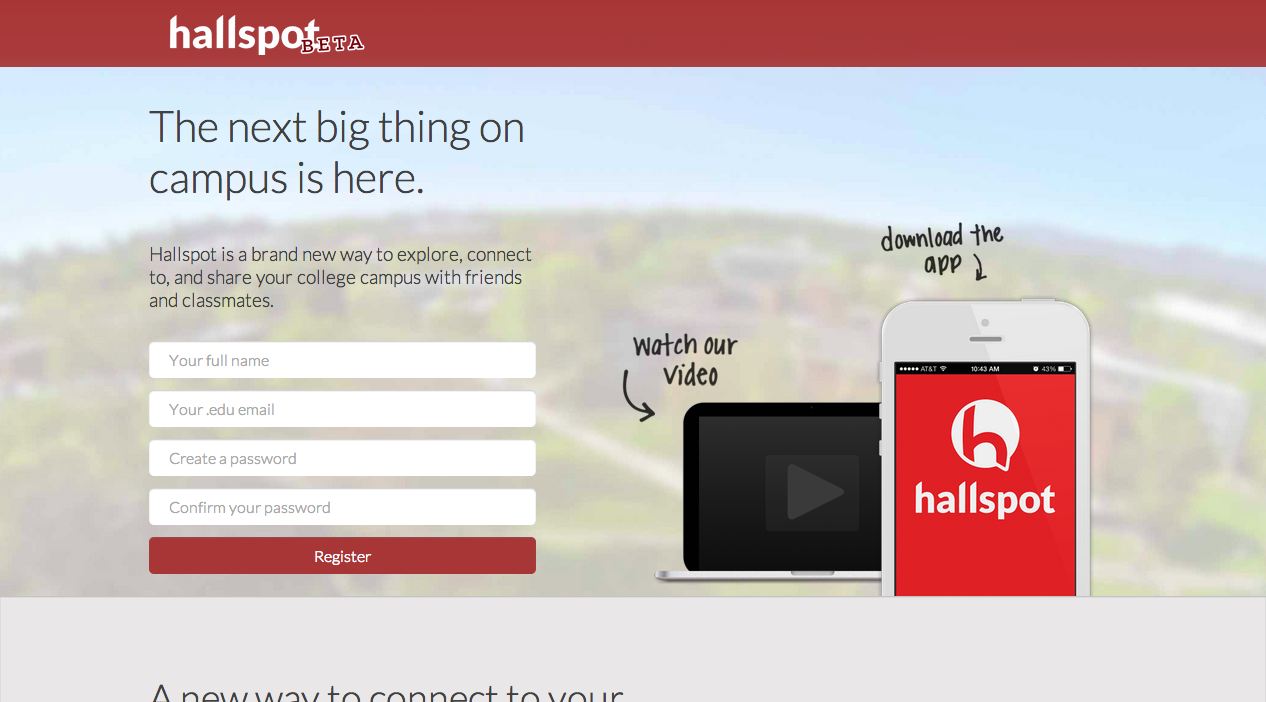 hallspot
BETA
The next big thing on
campus is here.
Hallspot is a brand new way to explore, connect
to, and share your college campus with friends
and classmates.
Your full name
Your .edu email
Create a password
Confirm your password
Register
watch our
video
download the
app
AT&T 10:43 AM 43%
h
hallspot
A new way to connect to your